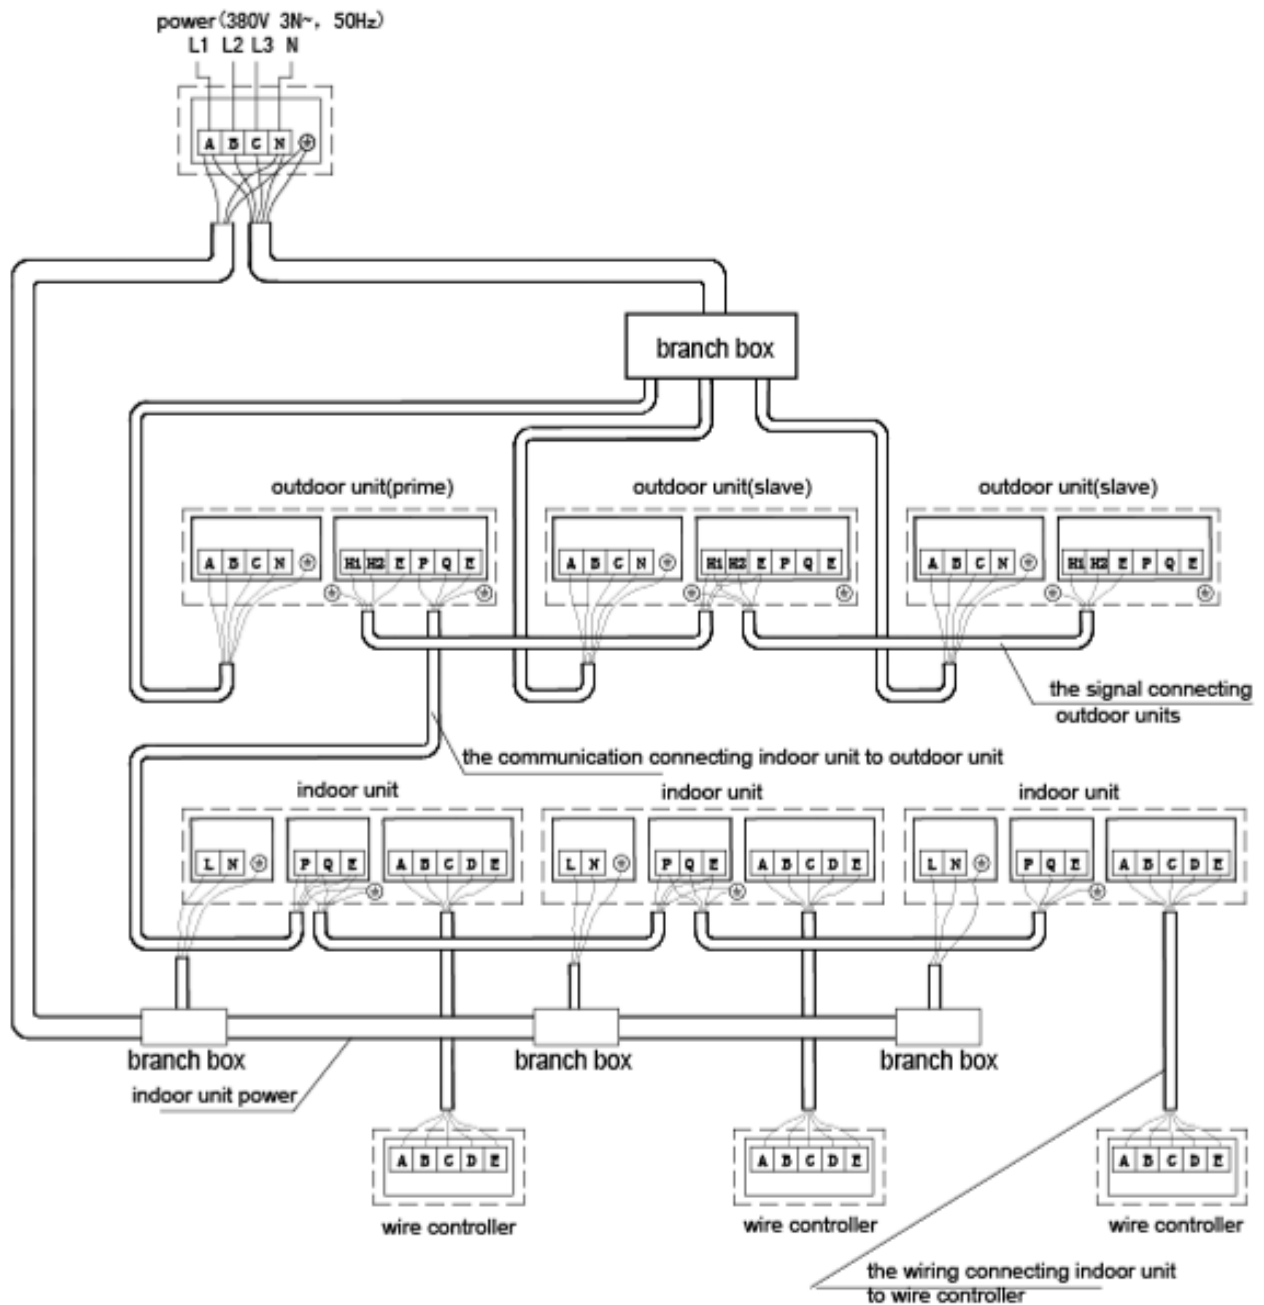 power(380V 3N~, 50Hz)
L1 L2 L3 N
A B C N
branch box
outdoor unit(prime) outdoor unit(slave) outdoor unit(slave)
A B C N H1 H2 E P Q E A B C N H1 H2 E P Q E A B C N H1 H2 E P Q E
the signal connecting
outdoor units
the communication connecting indoor unit to outdoor unit
indoor unit indoor unit indoor unit
L N P Q E A B C D E L N P Q E A B C D E L N P Q E A B C D E
branch box branch box branch box
indoor unit power
A B C D E A B C D E A B C D E
wire controller wire controller wire controller
the wiring connecting indoor unit
to wire controller